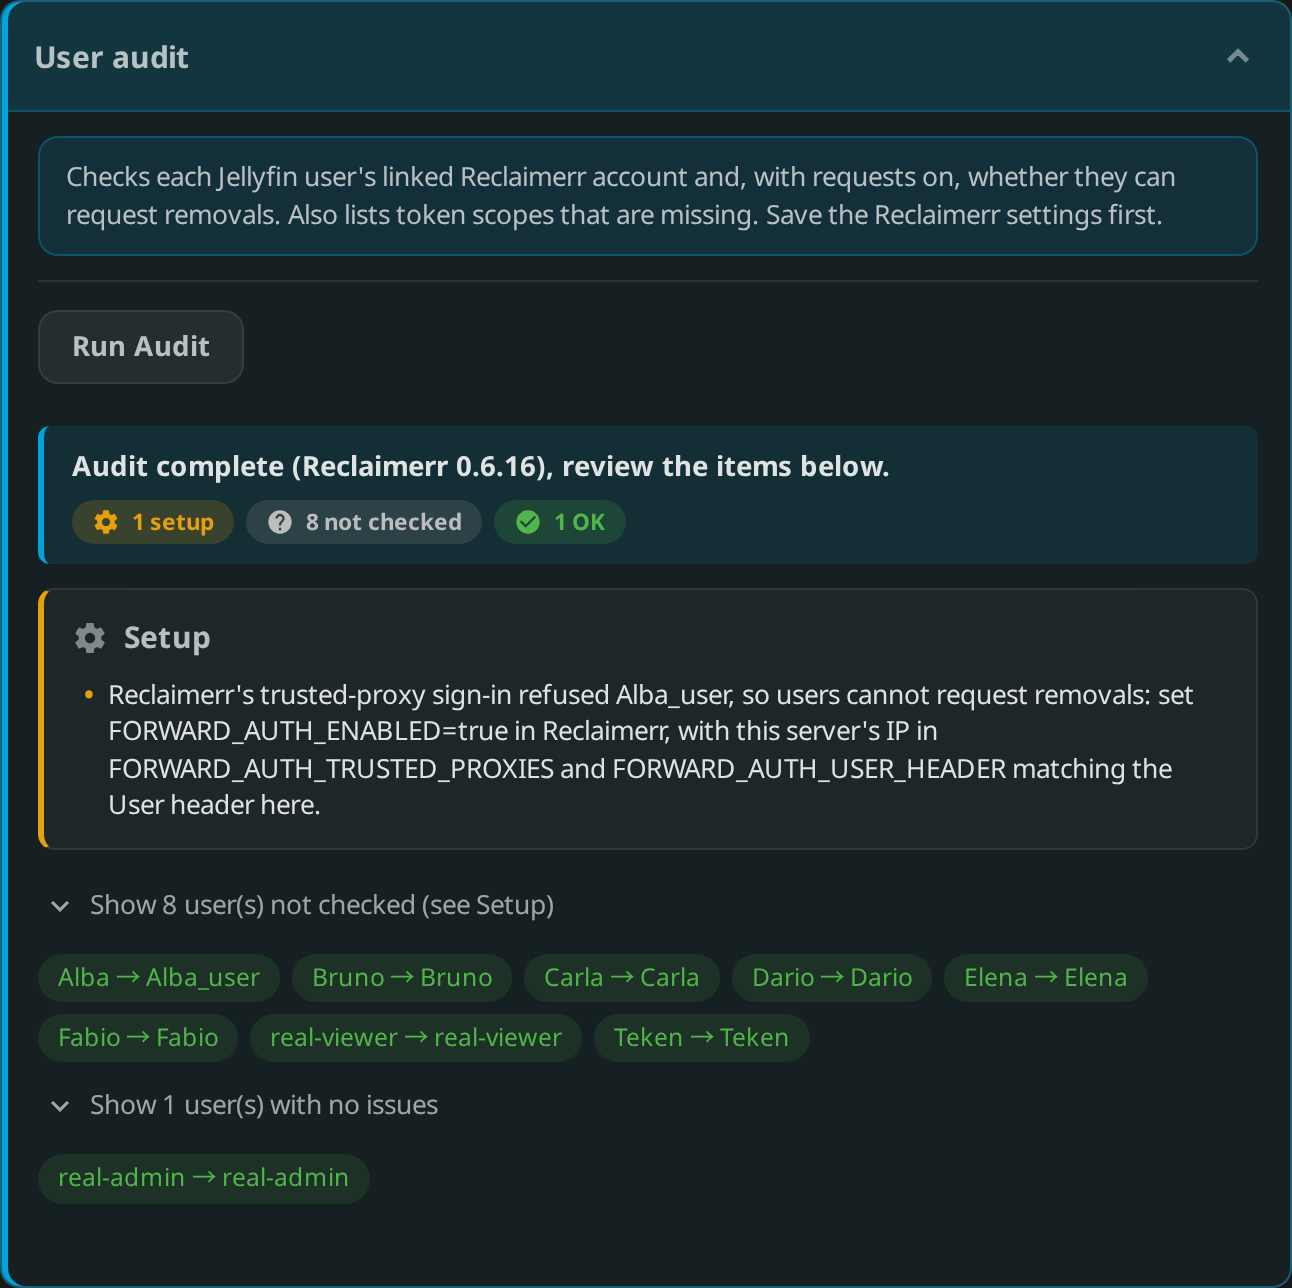 User audit
Checks each Jellyfin user's linked Reclaimerr account and, with requests on, whether they can
request removals. Also lists token scopes that are missing. Save the Reclaimerr settings first.
Run Audit
Audit complete (Reclaimerr 0.6.16), review the items below.
1 setup 8 not checked 1 OK
Setup
• Reclaimerr's trusted-proxy sign-in refused Alba_user, so users cannot request removals: set
FORWARD_AUTH_ENABLED=true in Reclaimerr, with this server's IP in
FORWARD_AUTH_TRUSTED_PROXIES and FORWARD_AUTH_USER_HEADER matching the
User header here.
Show 8 user(s) not checked (see Setup)
Alba → Alba_user Bruno → Bruno Carla → Carla Dario → Dario Elena → Elena
Fabio → Fabio real-viewer → real-viewer Teken → Teken
Show 1 user(s) with no issues
real-admin → real-admin